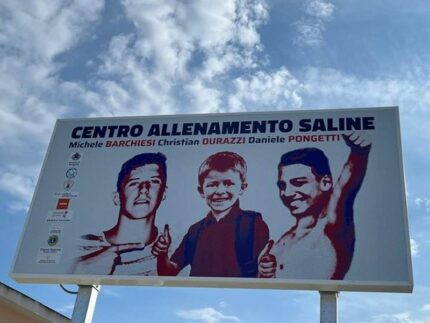 CENTRO ALLENAMENTO SALINE
Michele BARCHIESI Christian DURAZZI Daniele PONGETTI